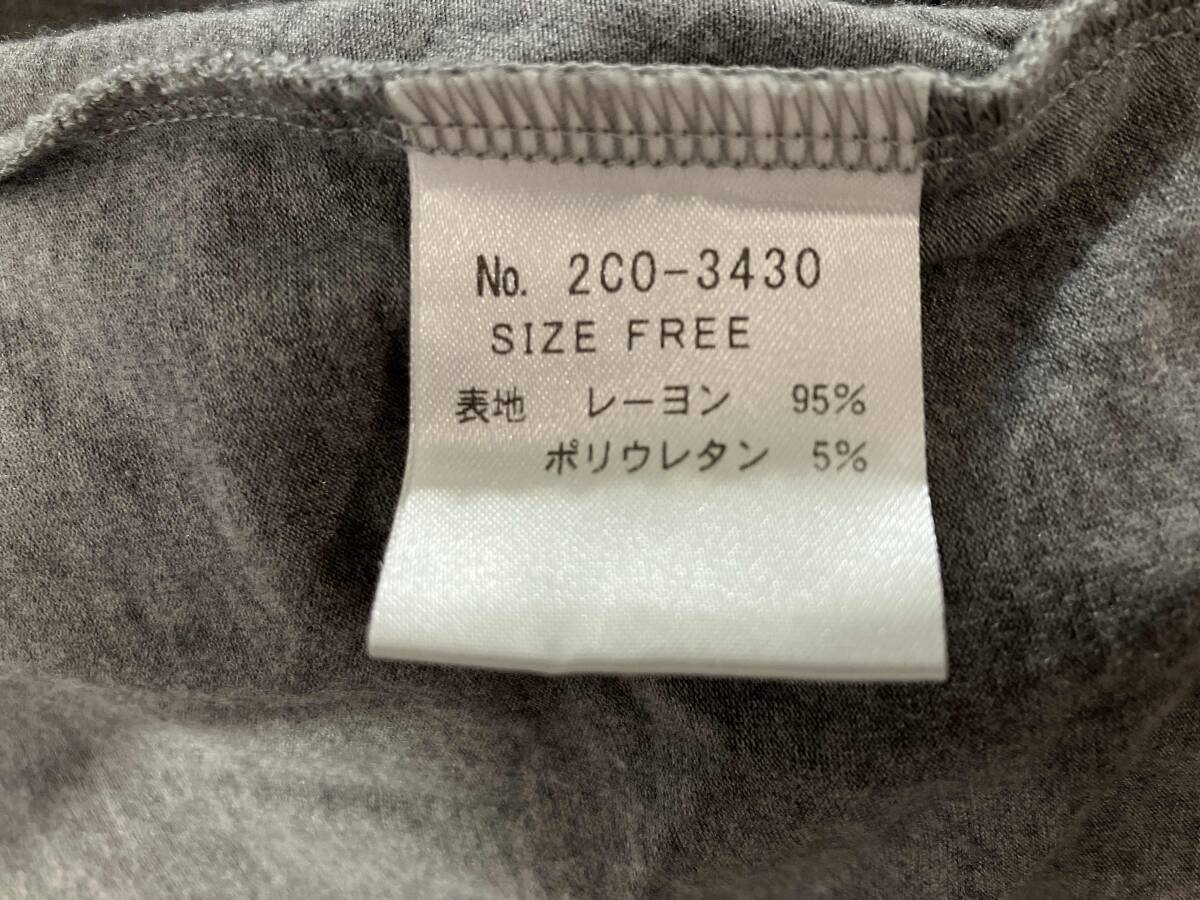 No. 2C0-3430
SIZE FREE
表地 レーヨン 95%
ポリウレタン 5%